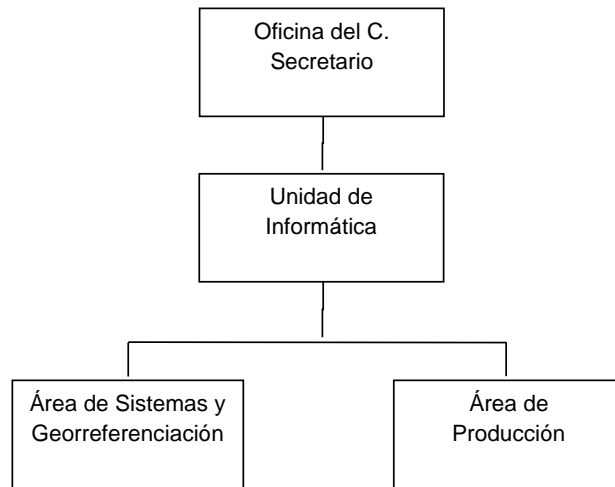 Oficina del C.
Secretario
Unidad de
Informática
Área de Sistemas y
Georreferenciación
Área de
Producción